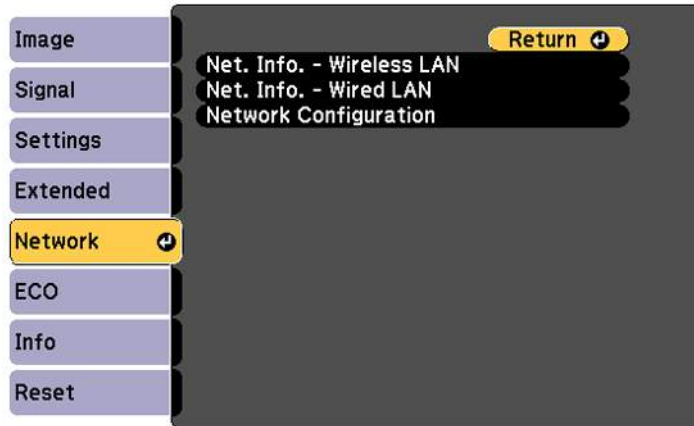 Image
Signal
Settings
Extended
Network
ECO
Info
Reset
Return
Net. Info. - Wireless LAN
Net. Info. - Wired LAN
Network Configuration